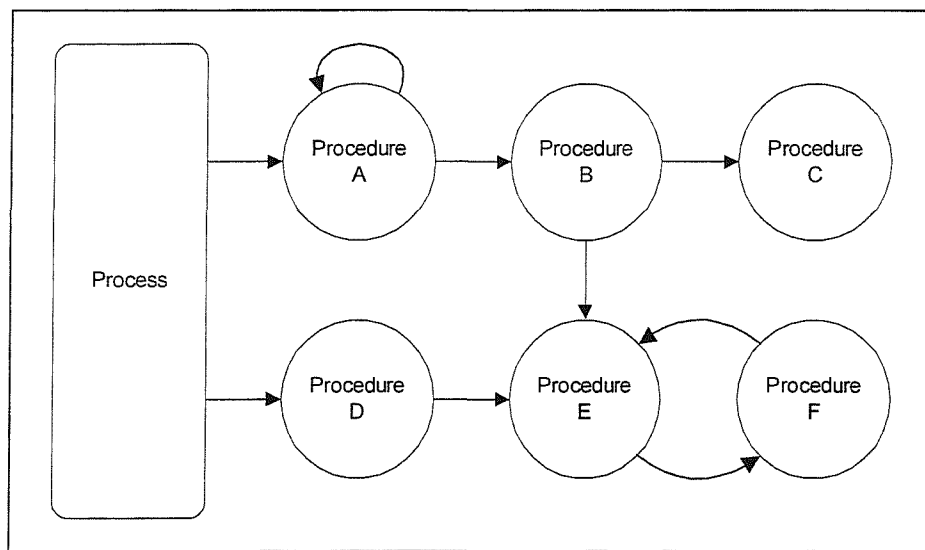 Process
Procedure
A
Procedure
B
Procedure
C
Procedure
D
Procedure
E
Procedure
F